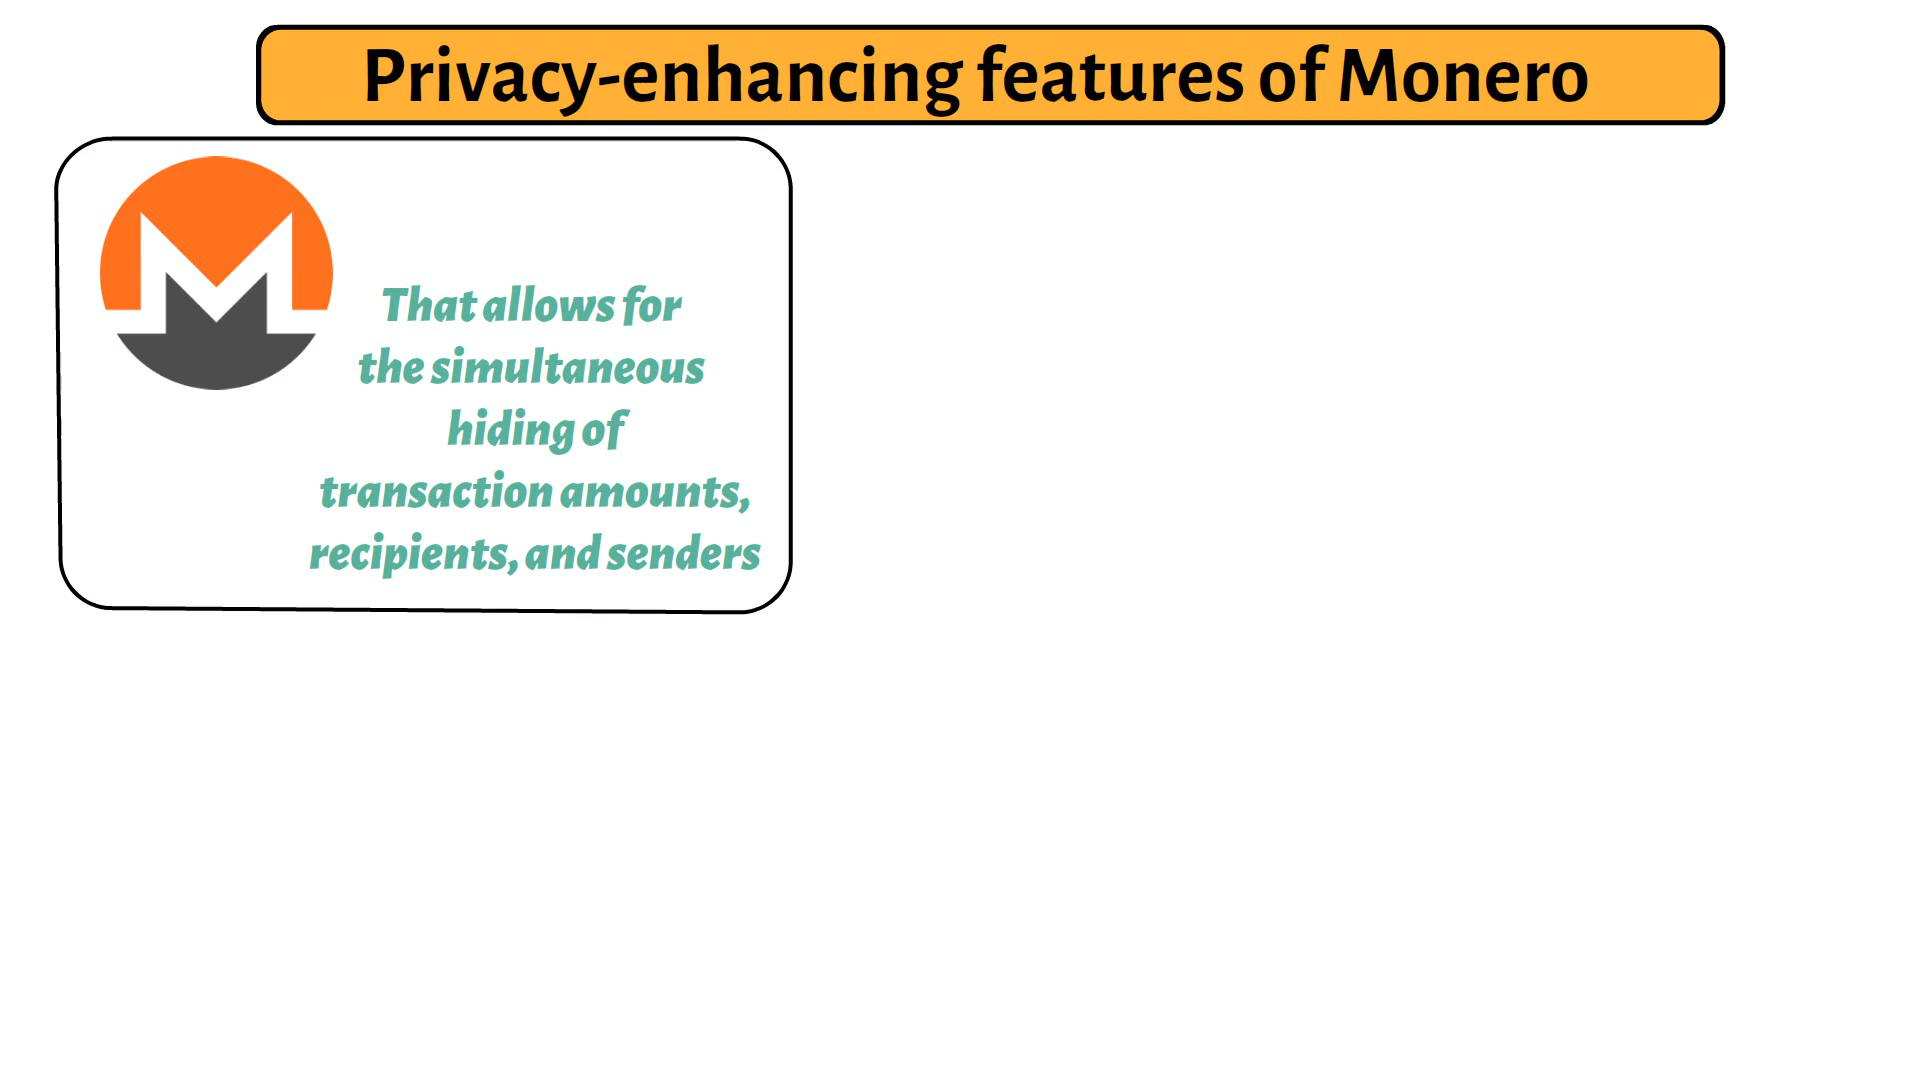 Privacy-enhancing features of Monero
That allows for
the simultaneous
hiding of
transaction amounts,
recipients, and senders